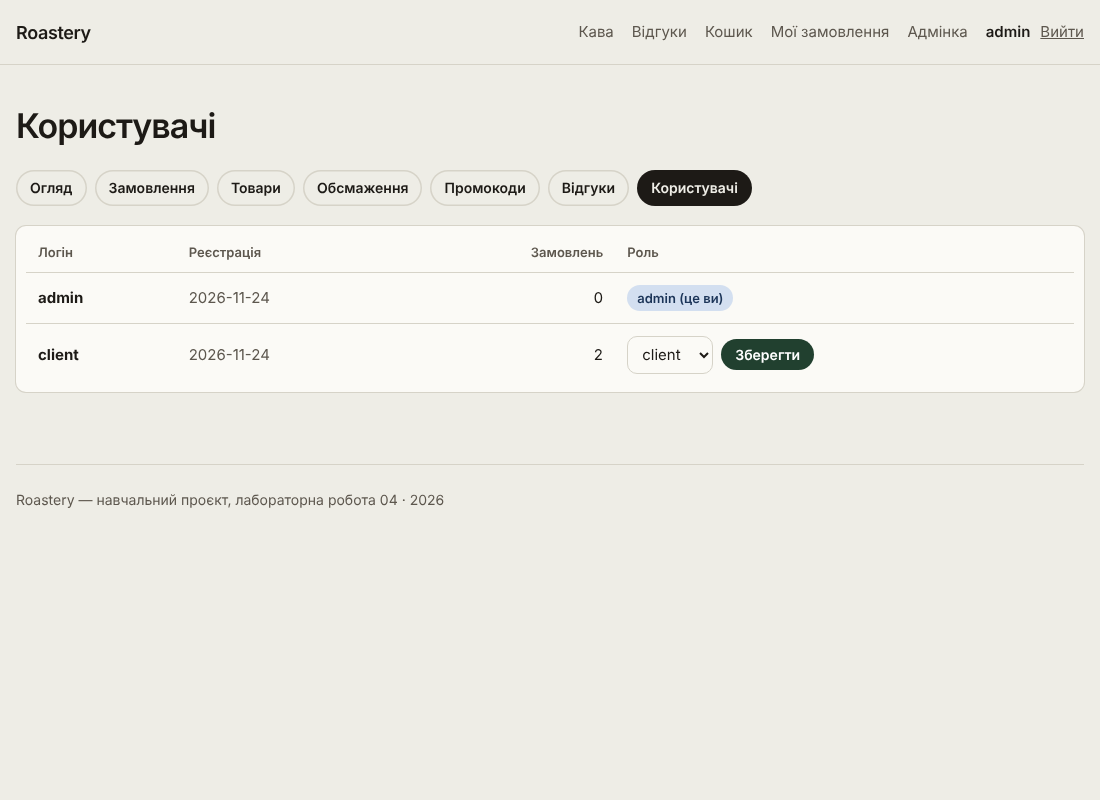 Roastery Кава Відгуки Кошик Мої замовлення Адмінка admin Вийти
Користувачі
Огляд Замовлення Товари Обсмаження Промокоди Відгуки Користувачі
Логін Реєстрація Замовлень Роль
admin 2026-11-24 0 admin (це ви)
client 2026-11-24 2 client Зберегти
Roastery — навчальний проєкт, лабораторна робота 04 · 2026